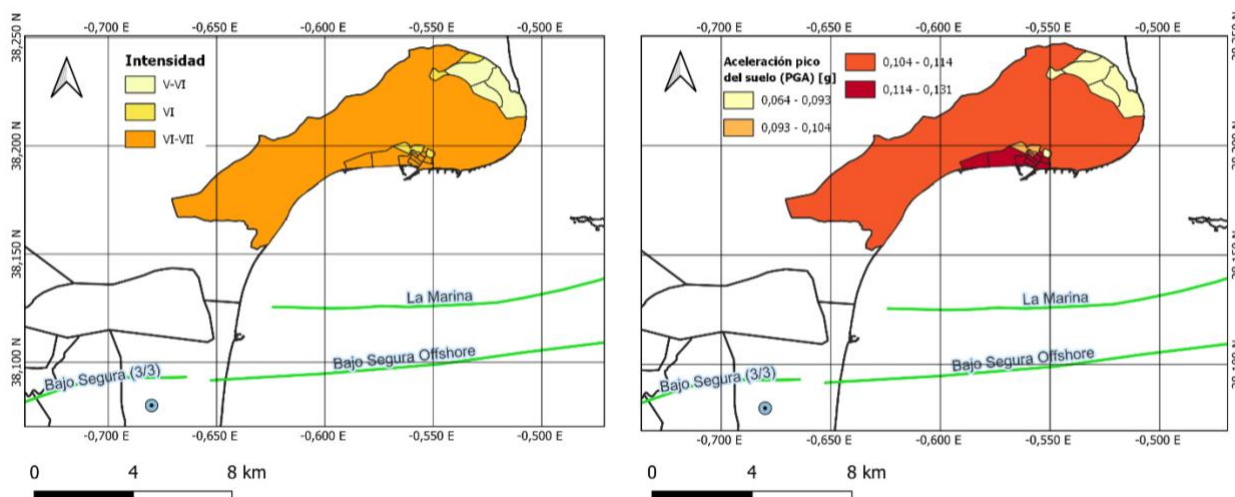 -0,700 E -0,650 E -0,600 E -0,550 E -0,500 E
38,250 N
38,200 N
38,150 N
38,100 N
Intensidad
V-VI
VI
VI-VII
La Marina
Bajo Segura Offshore
Bajo Segura (3/3)
-0,700 E -0,650 E -0,600 E -0,550 E -0,500 E
0 4 8 km
-0,700 E -0,650 E -0,600 E -0,550 E -0,500 E
Aceleración pico
del suelo (PGA) [g]
0,064 - 0,093
0,093 - 0,104
0,104 - 0,114
0,114 - 0,131
La Marina
Bajo Segura Offshore
Bajo Segura (3/3)
-0,700 E -0,650 E -0,600 E -0,550 E -0,500 E
0 4 8 km